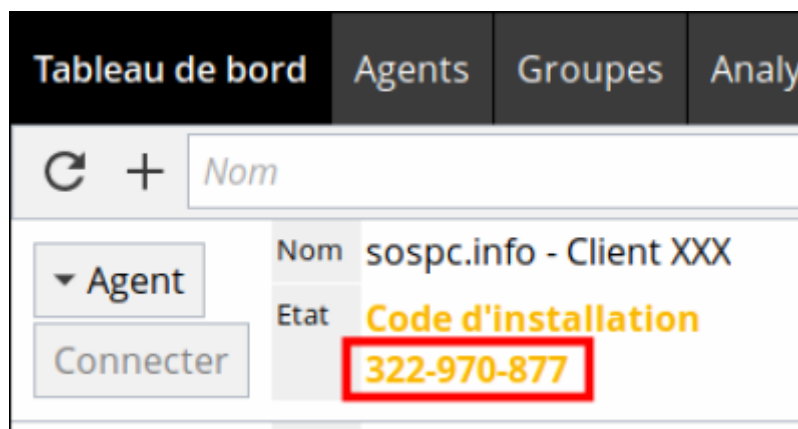 Tableau de bord Agents Groupes Analy
Nom
Nom sospc.info - Client XXX
Agent
Etat Code d'installation
Connecter 322-970-877